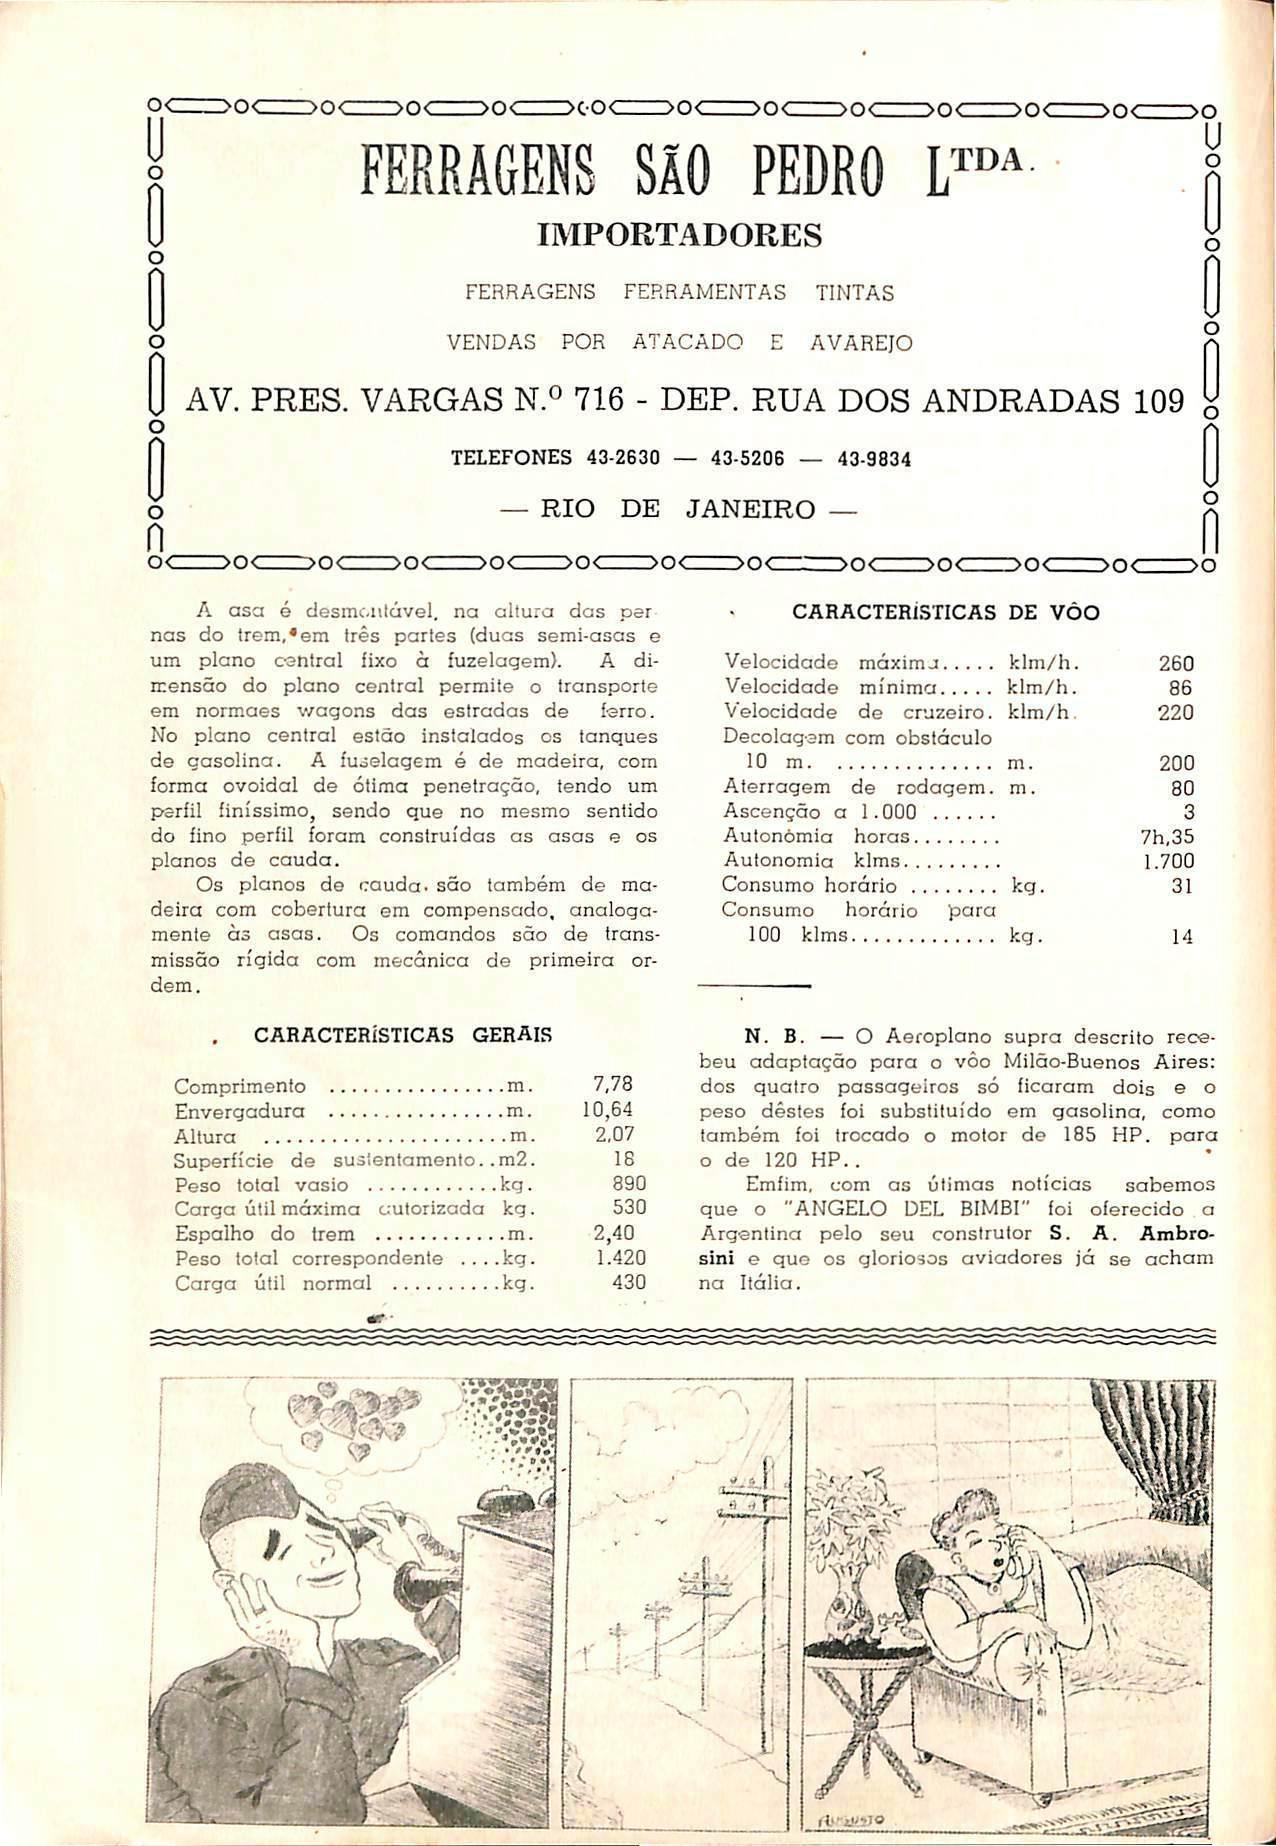 FERRAGENS SÃO PEDRO LTDA.
IMPORTADORES
FERRAGENS FERRAMENTAS TINTAS
VENDAS POR ATACADO E AVAREJO
AV. PRES. VARGAS N.º 716 - DEP. RUA DOS ANDRADAS 109
TELEFONES 43-2630 — 43-5206 — 43-9834
— RIO DE JANEIRO —
A asa é desmontável, na altura das per-
nas do trem, em três partes (duas semi-asas e
um plano central fixo à fuzelagem). A di-
mensão do plano central permite o transporte
em normaes wagons das estradas de ferro.
No plano central estão instalados os tanques
de gasolina. A fuselagem é de madeira, com
forma ovoidal de ótima penetração, tendo um
perfil finíssimo, sendo que no mesmo sentido
do fino perfil foram construídas as asas e os
planos de cauda.
Os planos de cauda são também de ma-
deira com cobertura em compensado, analoga-
mente às asas. Os comandos são de trans-
missão rígida com mecânica de primeira or-
dem.
CARACTERÍSTICAS GERAIS
Comprimento ................m. 7,78
Envergadura ................m. 10,64
Altura ......................m. 2,07
Superfície de sustentamento..m2. 18
Peso total vasio ............kg. 890
Carga útil máxima autorizada kg. 530
Espalho do trem ............m. 2,40
Peso total correspondente ....kg. 1.420
Carga útil normal ..........kg. 430
CARACTERÍSTICAS DE VÔO
Velocidade máxima..... klm/h. 260
Velocidade mínima..... klm/h. 86
Velocidade de cruzeiro. klm/h. 220
Decolagem com obstáculo
10 m. .............. m. 200
Aterragem de rodagem. m. 80
Ascenção a 1.000 ...... 3
Autonômia horas........ 7h,35
Autonomia klms......... 1.700
Consumo horário ........ kg. 31
Consumo horário para
100 klms............. kg. 14
N. B. — O Aeroplano supra descrito rece-
beu adaptação para o vôo Milão-Buenos Aires:
dos quatro passageiros só ficaram dois e o
peso dêstes foi substituído em gasolina, como
também foi trocado o motor de 185 HP. para
o de 120 HP..
Emfim, com as útimas notícias sabemos
que o "ANGELO DEL BIMBI" foi oferecido a
Argentina pelo seu construtor S. A. Ambro-
sini e que os gloriosos aviadores já se acham
na Itália.
AUGUSTO